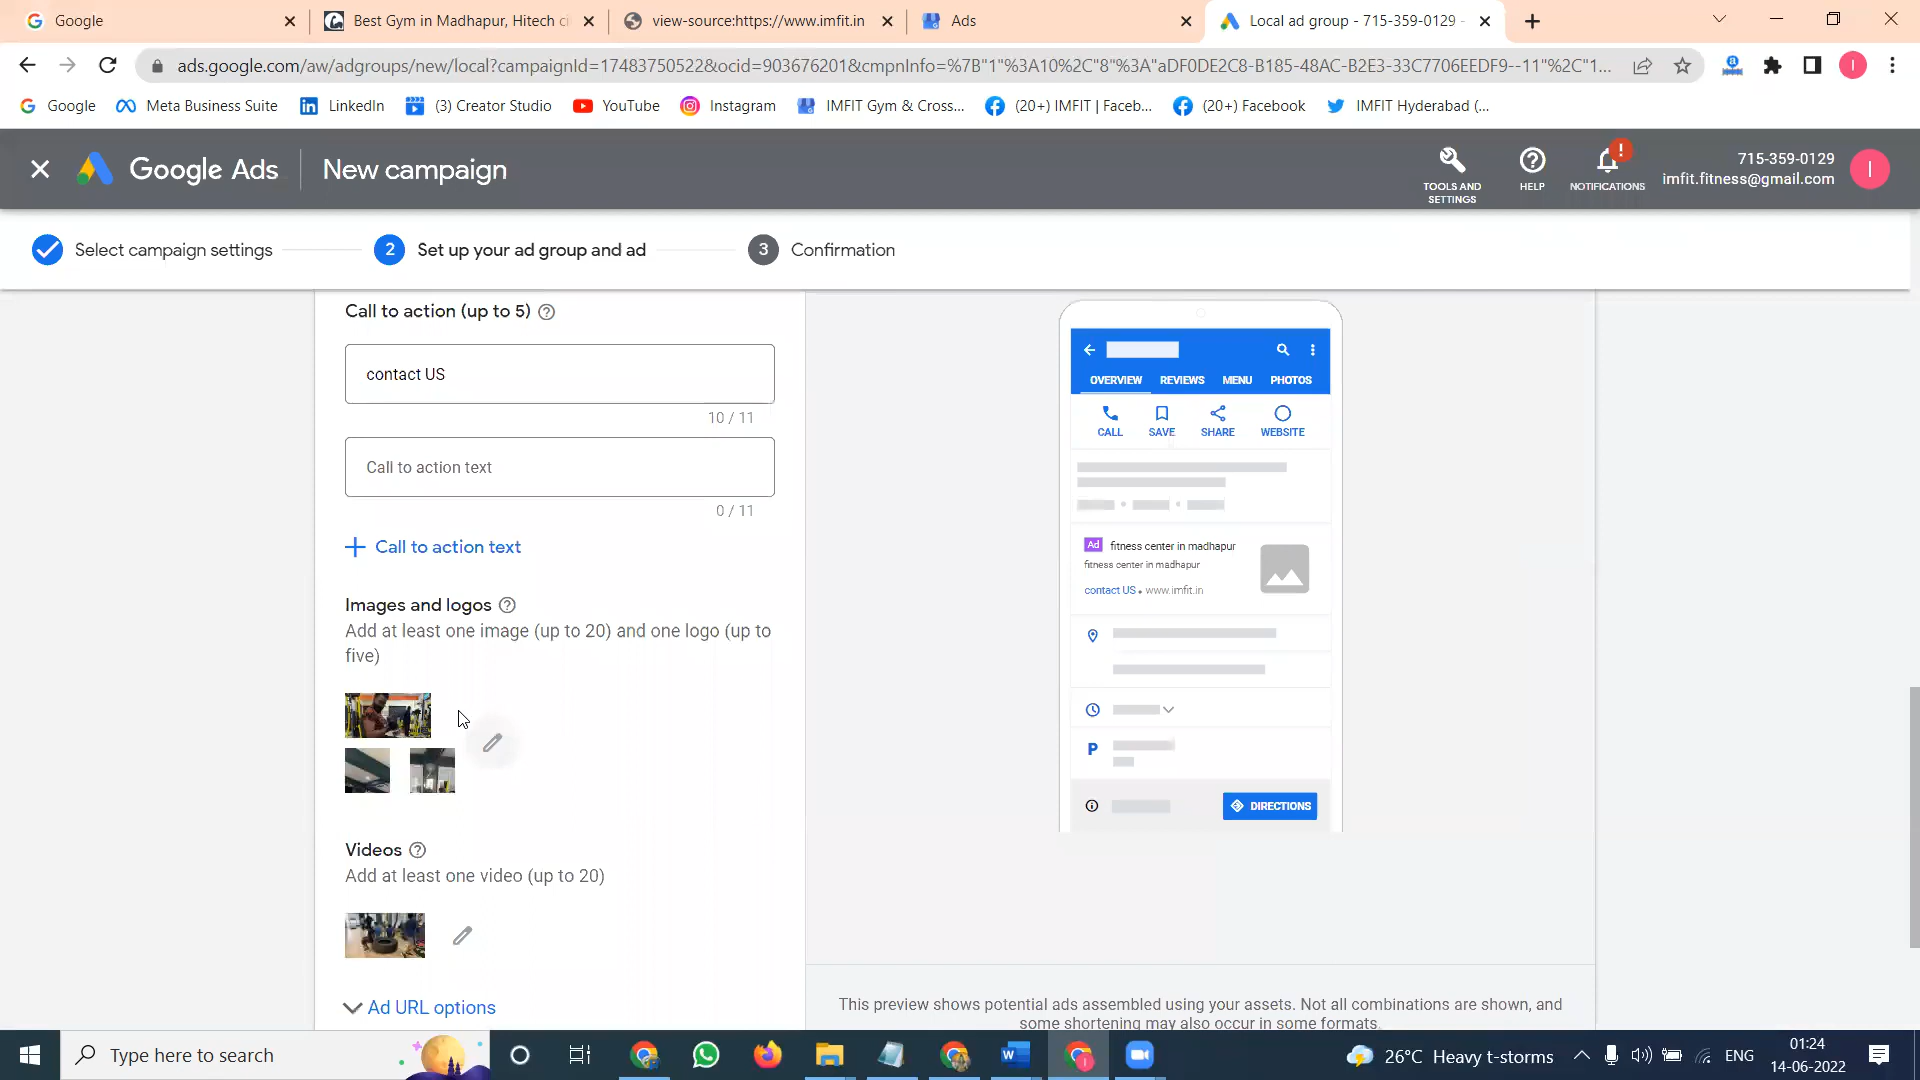 Google
Best Gym in Madhapur, Hitech ci
view-source:https://www.imfit.in
Ads
Local ad group - 715-359-0129 -
ads.google.com/aw/adgroups/new/local?campaignId=17483750522&ocid=903676201&cmpnInfo=%7B"1"%3A10%2C"8"%3A"aDF0DE2C8-B185-48AC-B2E3-33C7706EEDF9--11"%2C"1...
Google
Meta Business Suite
LinkedIn
(3) Creator Studio
YouTube
Instagram
IMFIT Gym & Cross...
(20+) IMFIT | Faceb...
(20+) Facebook
IMFIT Hyderabad (...
Google Ads
New campaign
TOOLS AND
SETTINGS
HELP
NOTIFICATIONS
715-359-0129
imfit.fitness@gmail.com
I
Select campaign settings
2
Set up your ad group and ad
3
Confirmation
Call to action (up to 5)
contact US
10 / 11
Call to action text
0 / 11
Call to action text
Images and logos
Add at least one image (up to 20) and one logo (up to
five)
Videos
Add at least one video (up to 20)
Ad URL options
OVERVIEW
REVIEWS
MENU
PHOTOS
CALL
SAVE
SHARE
WEBSITE
Ad
fitness center in madhapur
fitness center in madhapur
contact US • www.imfit.in
P
DIRECTIONS
This preview shows potential ads assembled using your assets. Not all combinations are shown, and
some shortening may also occur in some formats.
Type here to search
26°C Heavy t-storms
ENG
01:24
14-06-2022